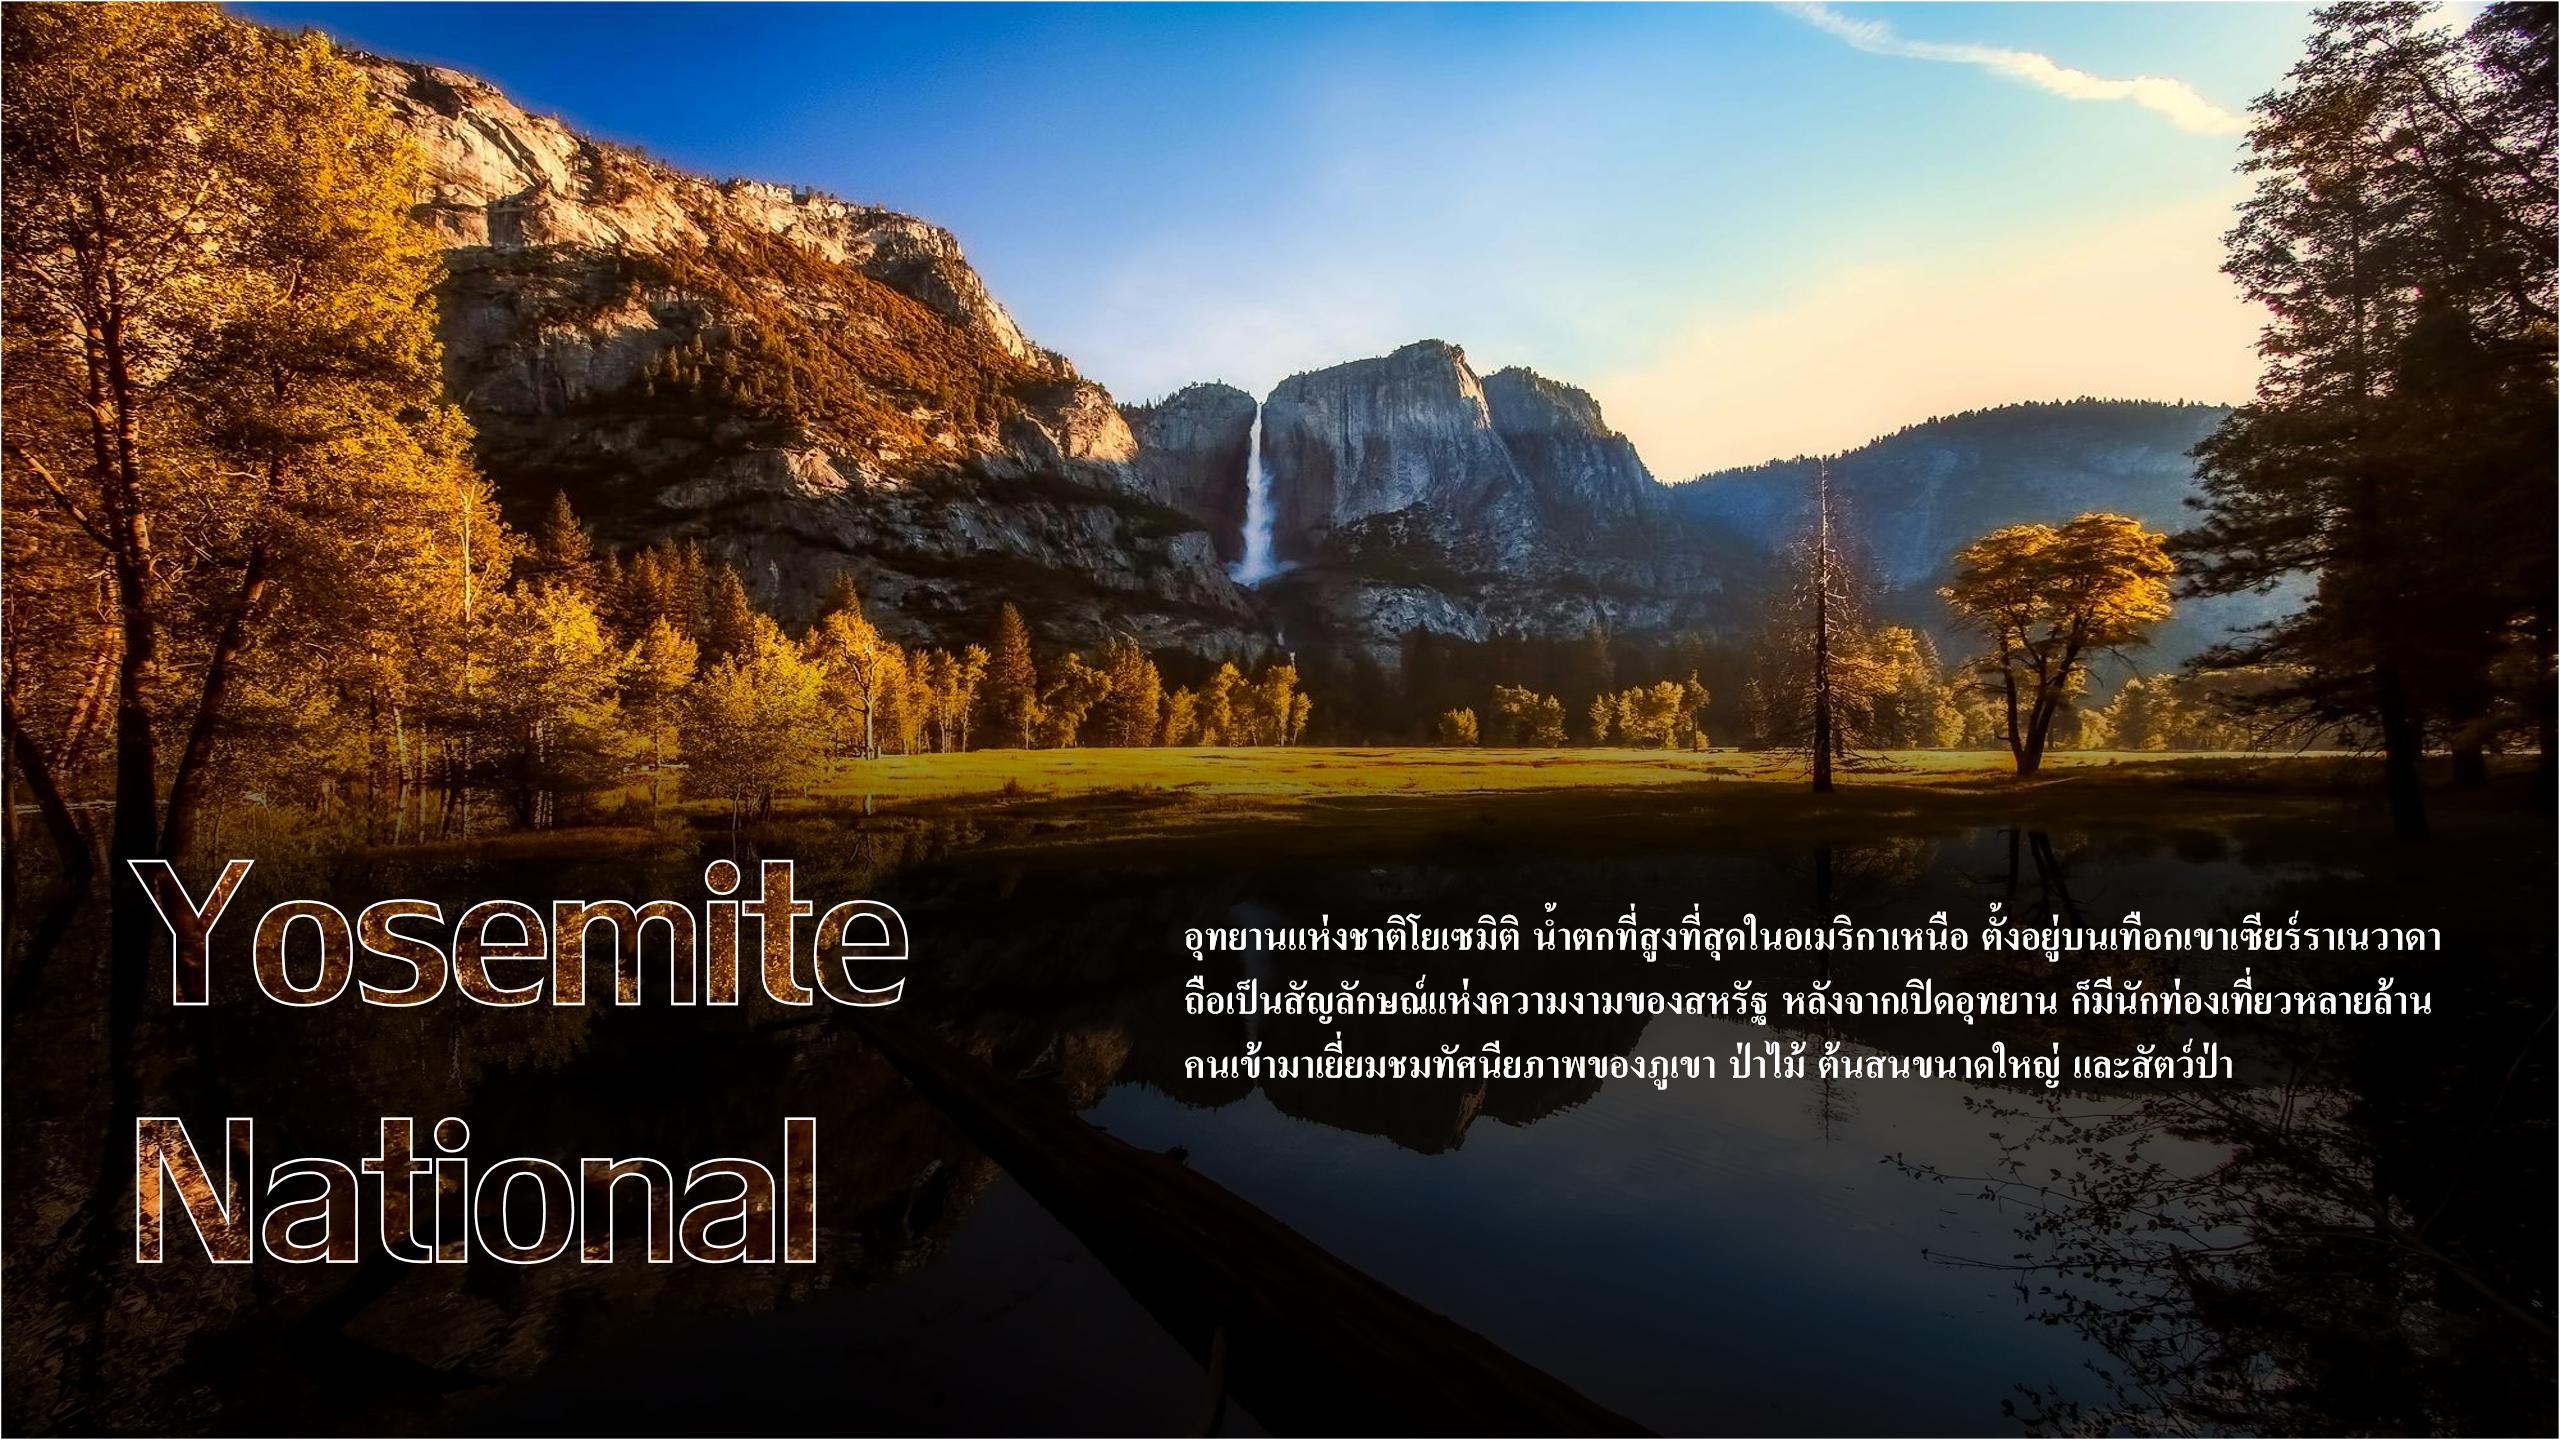 Yosemite
National
อุทยานแห่งชาติโยเซมิติ น้ำตกที่สูงที่สุดในอเมริกาเหนือ ตั้งอยู่บนเทือกเขาเซียร์ราเนวาดา
ถือเป็นสัญลักษณ์แห่งความงามของสหรัฐ หลังจากเปิดอุทยาน ก็มีนักท่องเที่ยวหลายล้าน
คนเข้ามาเยี่ยมชมทัศนียภาพของภูเขา ป่าไม้ ต้นสนขนาดใหญ่ และสัตว์ป่า